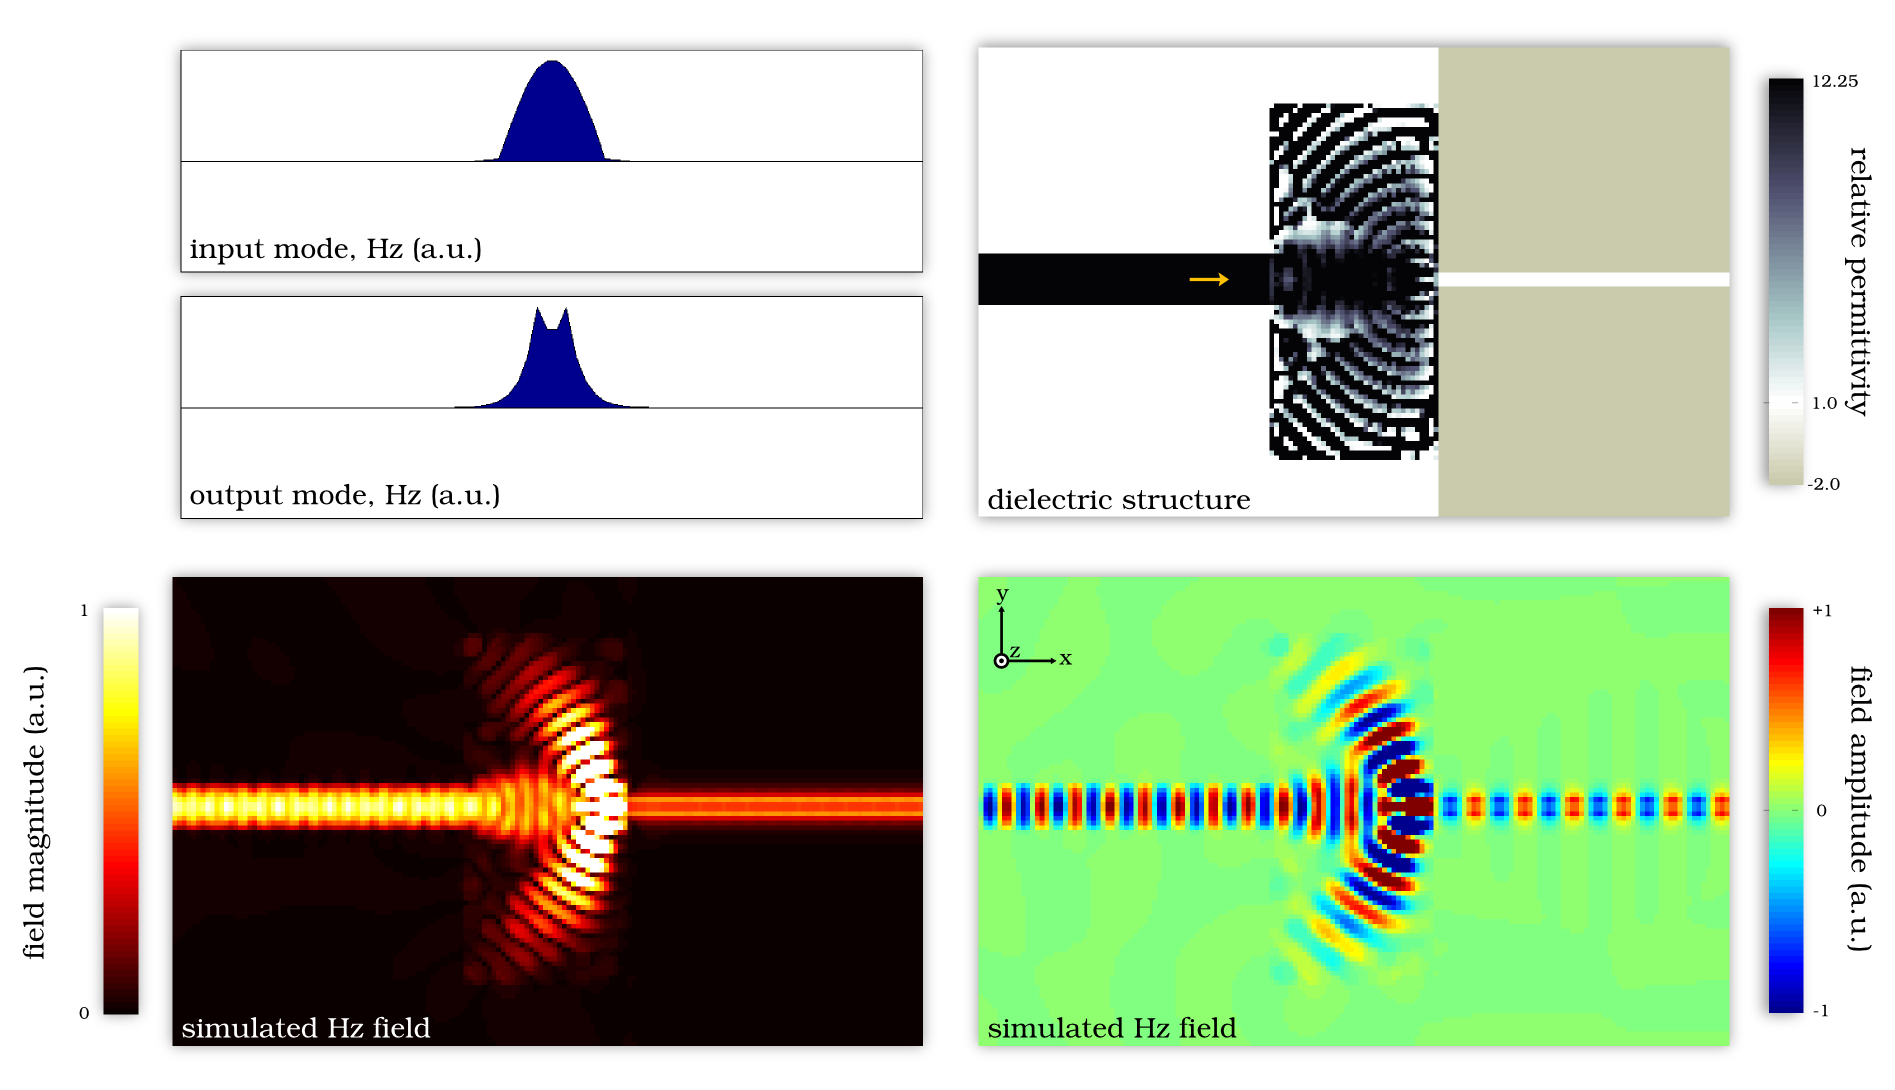 input mode, Hz (a.u.)
output mode, Hz (a.u.)
dielectric structure
12.25
1.0
-2.0
relative permittivity
1
0
field magnitude (a.u.)
simulated Hz field
y
z
x
simulated Hz field
+1
0
-1
field amplitude (a.u.)